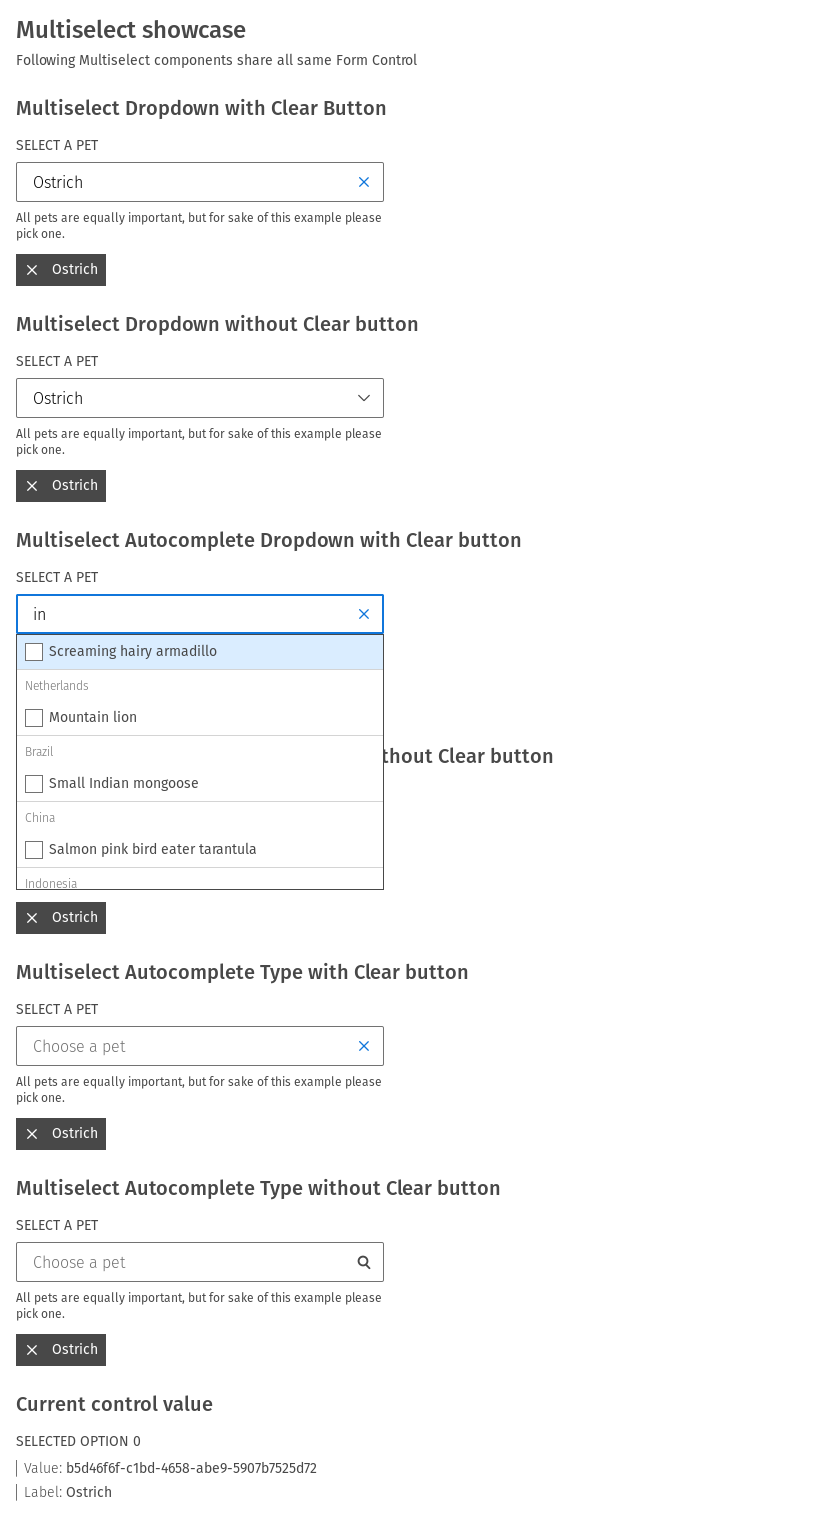 Multiselect showcase
Following Multiselect components share all same Form Control
Multiselect Dropdown with Clear Button
SELECT A PET
Ostrich
All pets are equally important, but for sake of this example please
pick one.
Ostrich
Multiselect Dropdown without Clear button
SELECT A PET
Ostrich
All pets are equally important, but for sake of this example please
pick one.
Ostrich
Multiselect Autocomplete Dropdown with Clear button
SELECT A PET
in
Screaming hairy armadillo
Netherlands
Mountain lion
Brazil
thout Clear button
Small Indian mongoose
China
Salmon pink bird eater tarantula
Indonesia
Ostrich
Multiselect Autocomplete Type with Clear button
SELECT A PET
Choose a pet
All pets are equally important, but for sake of this example please
pick one.
Ostrich
Multiselect Autocomplete Type without Clear button
SELECT A PET
Choose a pet
All pets are equally important, but for sake of this example please
pick one.
Ostrich
Current control value
SELECTED OPTION 0
Value: b5d46f6f-c1bd-4658-abe9-5907b7525d72
Label: Ostrich